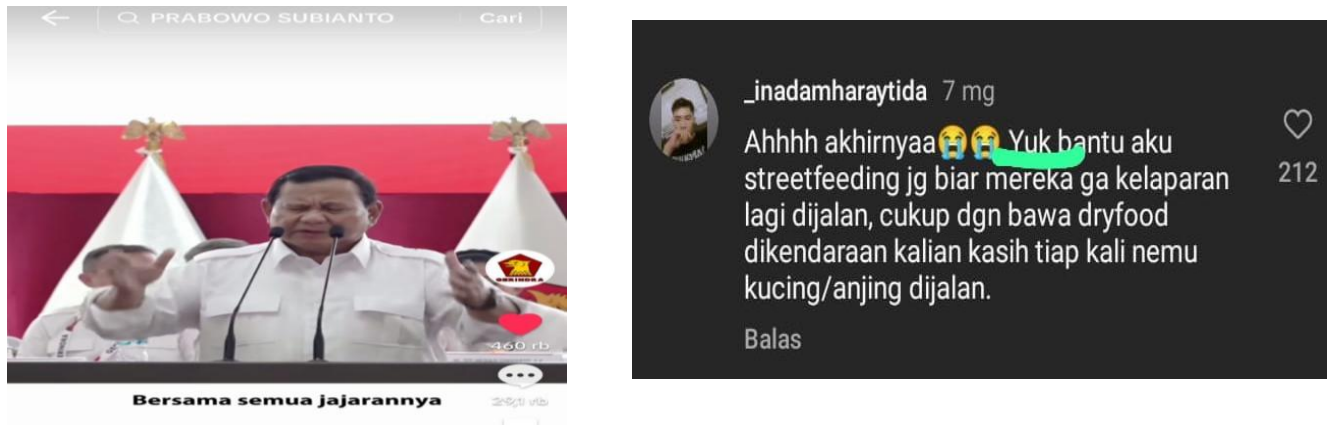 PRABOWO SUBIANTO
Cari
GERINDRA
460 rb
Bersama semua jajarannya
_inadamharaytida 7 mg
Ahhhh akhirnyaa😭😭 Yuk bantu aku
streetfeeding jg biar mereka ga kelaparan
lagi dijalan, cukup dgn bawa dryfood
dikendaraan kalian kasih tiap kali nemu
kucing/anjing dijalan.
212
Balas